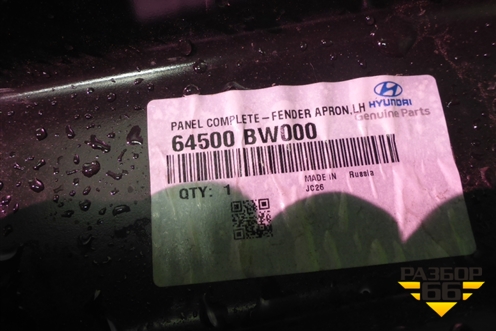 PANEL COMPLETE-FENDER APRON,LH
64500 BW000
HYUNDAI
Genuine Parts
QTY: 1
MADE IN Russia
JC26
РАЗБОР
66